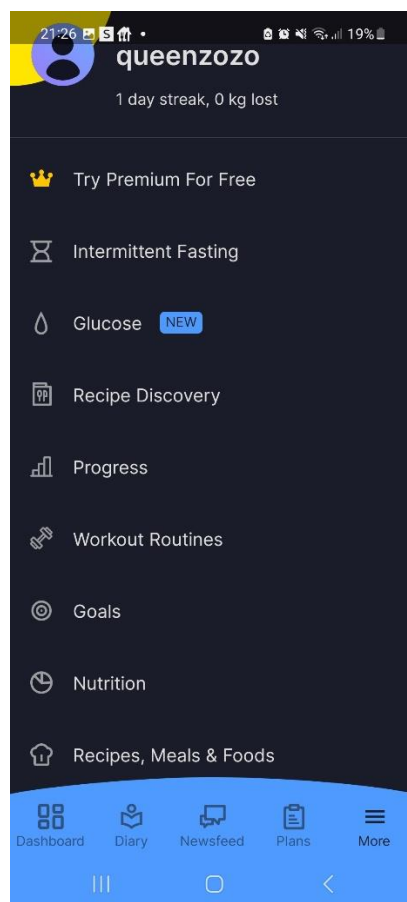 21:26 S 19%
queenzozo
1 day streak, 0 kg lost
Try Premium For Free
Intermittent Fasting
Glucose NEW
Recipe Discovery
Progress
Workout Routines
Goals
Nutrition
Recipes, Meals & Foods
Dashboard Diary Newsfeed Plans More